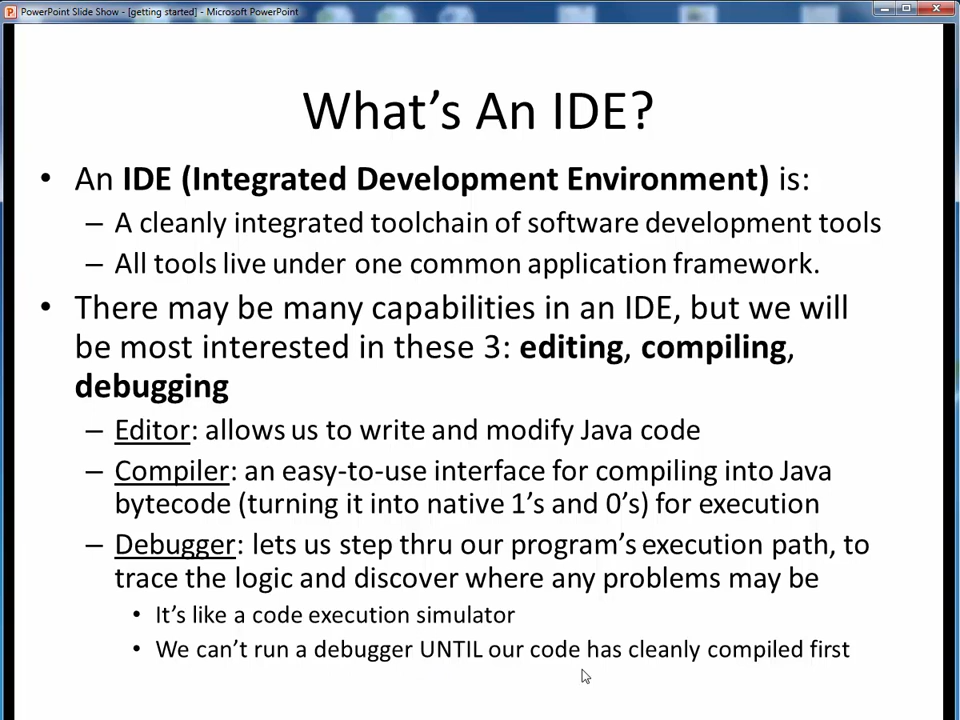 PowerPoint Slide Show - [getting started] - Microsoft PowerPoint
What's An IDE?
• An IDE (Integrated Development Environment) is:
– A cleanly integrated toolchain of software development tools
– All tools live under one common application framework.
• There may be many capabilities in an IDE, but we will
be most interested in these 3: editing, compiling,
debugging
– Editor: allows us to write and modify Java code
– Compiler: an easy-to-use interface for compiling into Java
bytecode (turning it into native 1's and 0's) for execution
– Debugger: lets us step thru our program's execution path, to
trace the logic and discover where any problems may be
• It's like a code execution simulator
• We can't run a debugger UNTIL our code has cleanly compiled first